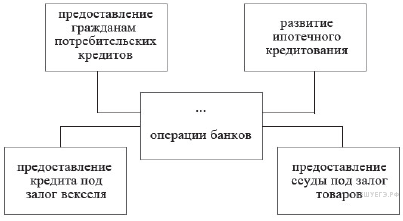 предоставление
гражданам
потребительских
кредитов
развитие
ипотечного
кредитования
...
операции банков
предоставление
кредита под
залог векселя
предоставление
ссуды под залог
товаров